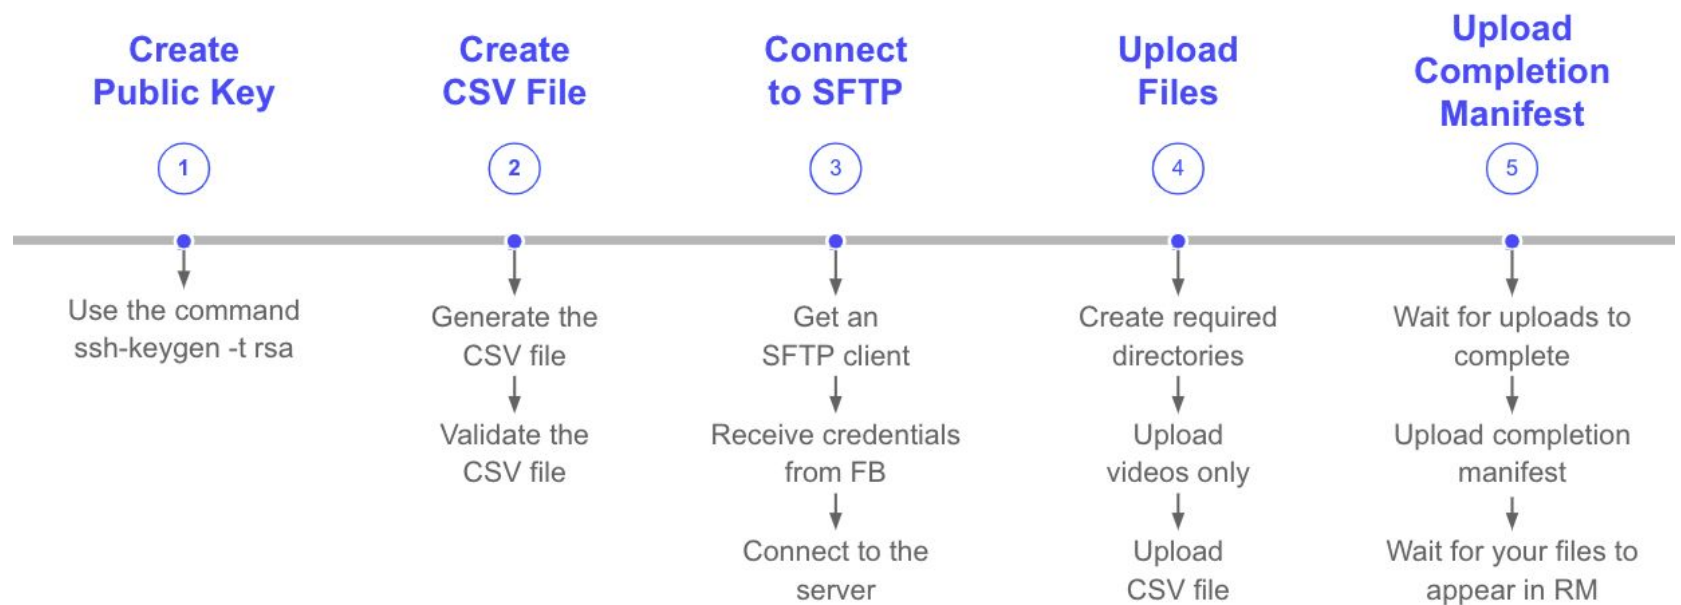 Create
Public Key
1
Use the command
ssh-keygen -t rsa
Create
CSV File
2
Generate the
CSV file
Validate the
CSV file
Connect
to SFTP
3
Get an
SFTP client
Receive credentials
from FB
Connect to the
server
Upload
Files
4
Create required
directories
Upload
videos only
Upload
CSV file
Upload
Completion
Manifest
5
Wait for uploads to
complete
Upload completion
manifest
Wait for your files to
appear in RM